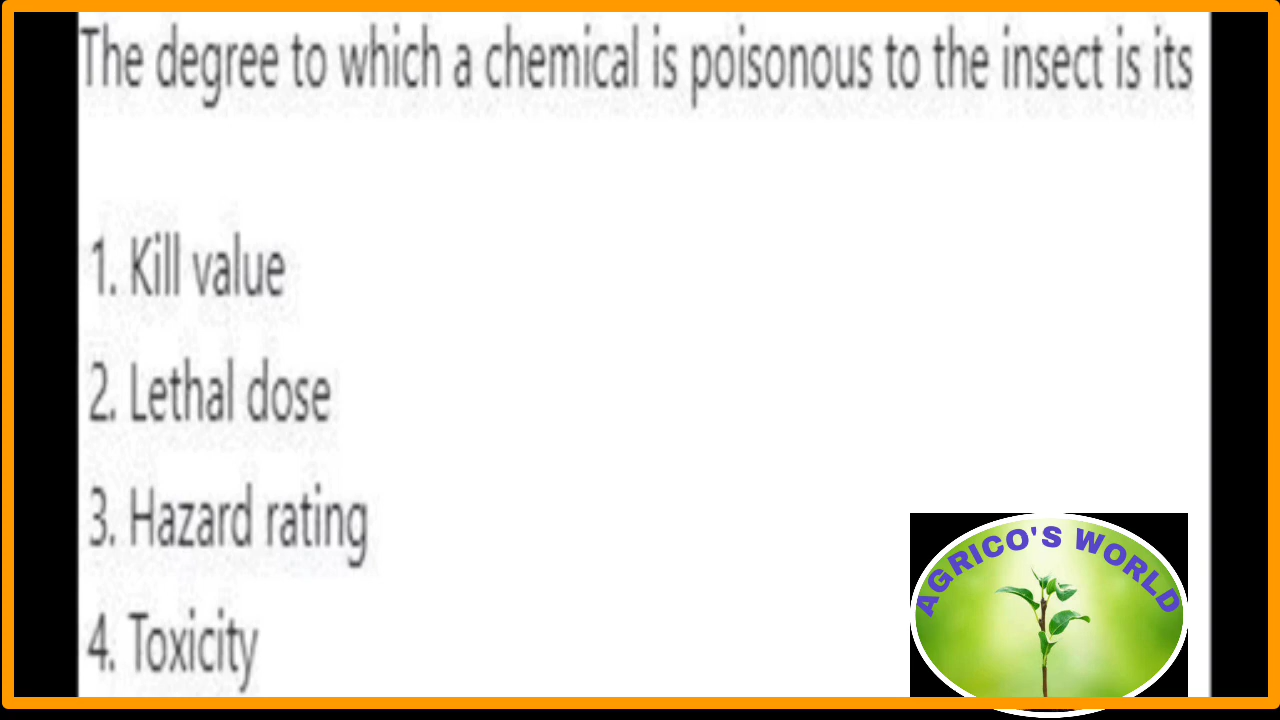 The degree to which a chemical is poisonous to the insect is its
1. Kill value
2. Lethal dose
3. Hazard rating
4. Toxicity
AGRICO'S WORLD